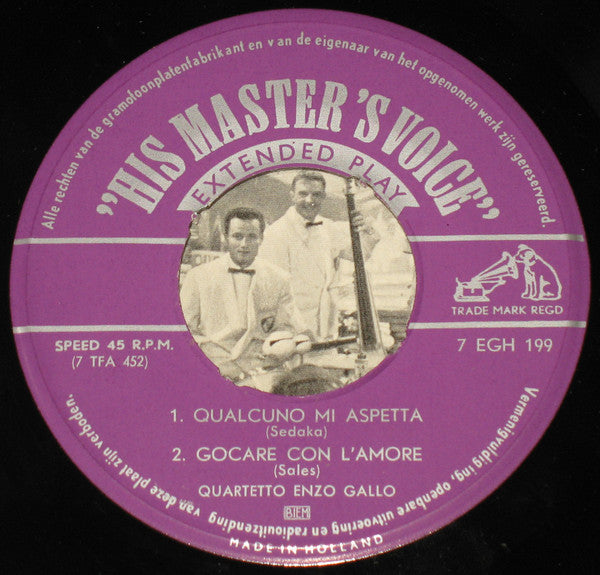 Alle rechten van de gramofoonplatenfabrikant en van de eigenaar van het opgenomen werk zijn gereserveerd.
"HIS MASTER'S VOICE"
EXTENDED PLAY
TRADE MARK REGD
SPEED 45 R.P.M.
(7 TFA 452)
7 EGH 199
1. QUALCUNO MI ASPETTA
(Sedaka)
2. GOCARE CON L'AMORE
(Sales)
QUARTETTO ENZO GALLO
BIEM
Vermenigvuldiging, openbare uitvoering en radiouitzending van deze plaat zijn verboden.
MADE IN HOLLAND